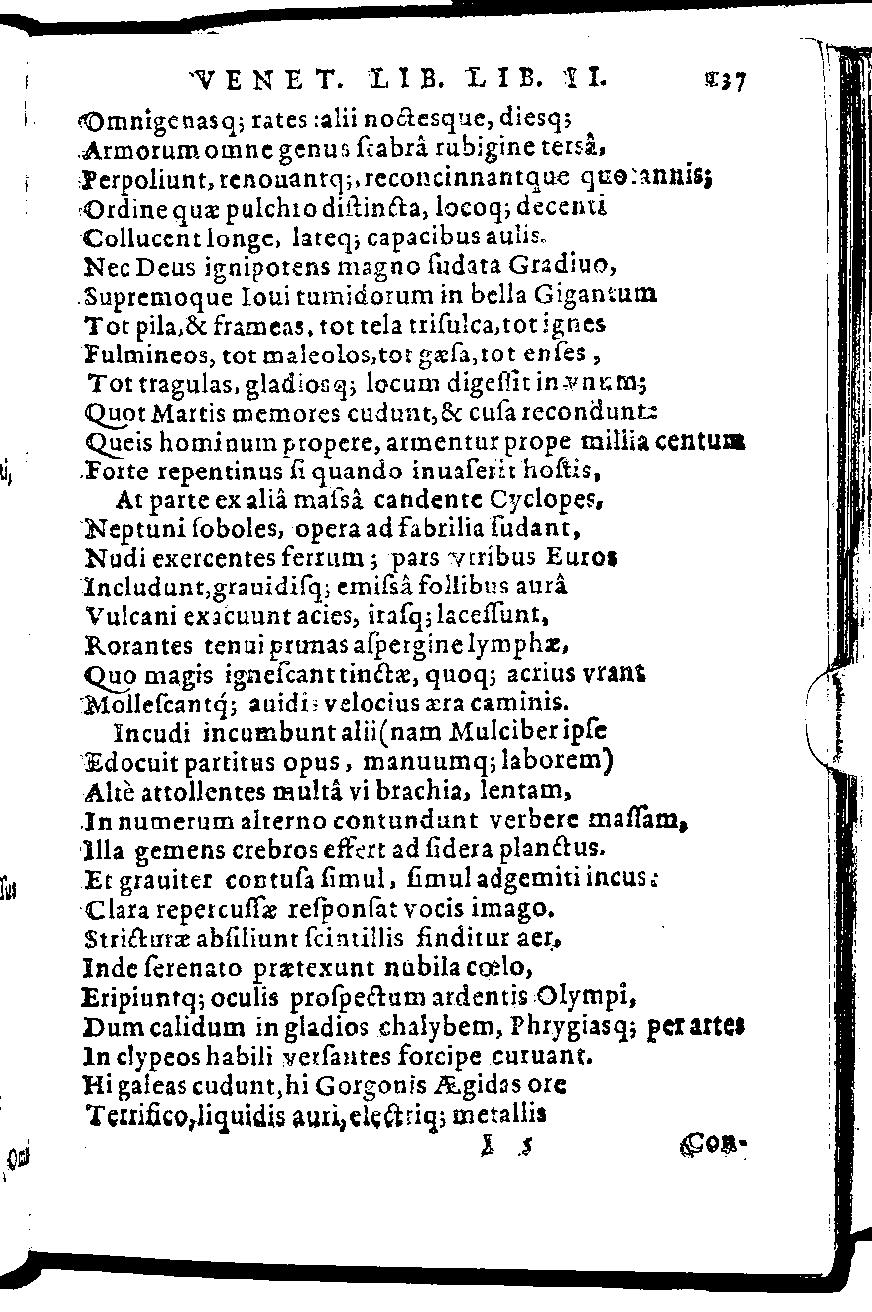 VENET. LIB. LIB. II. 137
Omnigenasq; rates: alii noctesque, diesq;
Armorum omne genus ſcabrâ rubigine tersâ,
Perpoliunt, renouantq;, reconcinnantque quotannis;
Ordine quæ pulchro diſtincta, locoq; decenti
Collucent longe, lateq; capacibus aulis.
Nec Deus ignipotens magno ſudata Gradiuo,
Supremoque Ioui tumidorum in bella Gigantum
Tot pila, & frameas, tot tela triſulca, tot ignes
Fulmineos, tot maleolos, tot gæſa, tot enſes,
Tot tragulas, gladiosq; locum digeſſit in vnum;
Quot Martis memores cudunt, & cuſa recondunt:
Queis hominum propere, armentur prope millia centum
Forte repentinus ſi quando inuaſerit hoſtis,
At parte ex aliâ maſsâ candente Cyclopes,
Neptuni ſoboles, opera ad fabrilia ſudant,
Nudi exercentes ferrum; pars vtribus Euros
Includunt, grauidiſq; emiſsâ follibus aurâ
Vulcani exacuunt acies, iraſq; laceſſunt,
Rorantes tenui prunas aſpergine lymphæ,
Quo magis igneſcant tinctæ, quoq; acrius vrant
Molleſcantq́; auidis velocius æra caminis.
Incudi incumbunt alii (nam Mulciber ipſe
Edocuit partitus opus, manuumq; laborem)
Altè attollentes multâ vi brachia, lentam,
In numerum alterno contundunt verbere maſſam,
Illa gemens crebros effert ad ſidera planctus.
Et grauiter contuſa ſimul, ſimul adgemit incus:
Clara repercuſſæ reſponſat vocis imago.
Stricturæ abſiliunt ſcintillis finditur aer,
Inde ſerenato prætexunt nubila cœlo,
Eripiuntq; oculis proſpectum ardentis Olympi,
Dum calidum in gladios chalybem, Phrygiasq; per artes
In clypeos habili verſantes forcipe curuant.
Hi galeas cudunt, hi Gorgonis Ægidas ore
Terrifico, liquidis auri, electriq; metallis
I 5 Con-